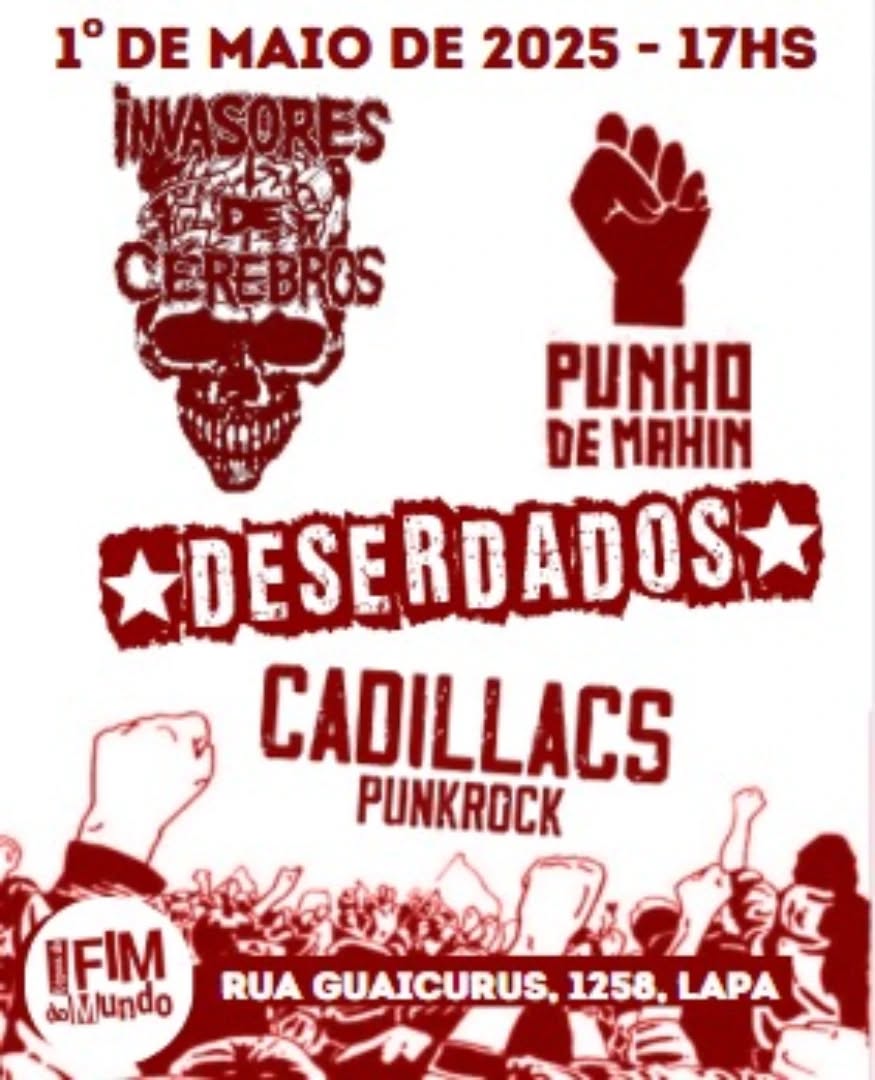 1º DE MAIO DE 2025 - 17HS
INVASORES
DE
CEREBROS
PUNHO
DE MAHIN
DESERDADOS
CADILLACS
PUNKROCK
FIM
do Mundo
RUA GUAICURUS, 1258, LAPA